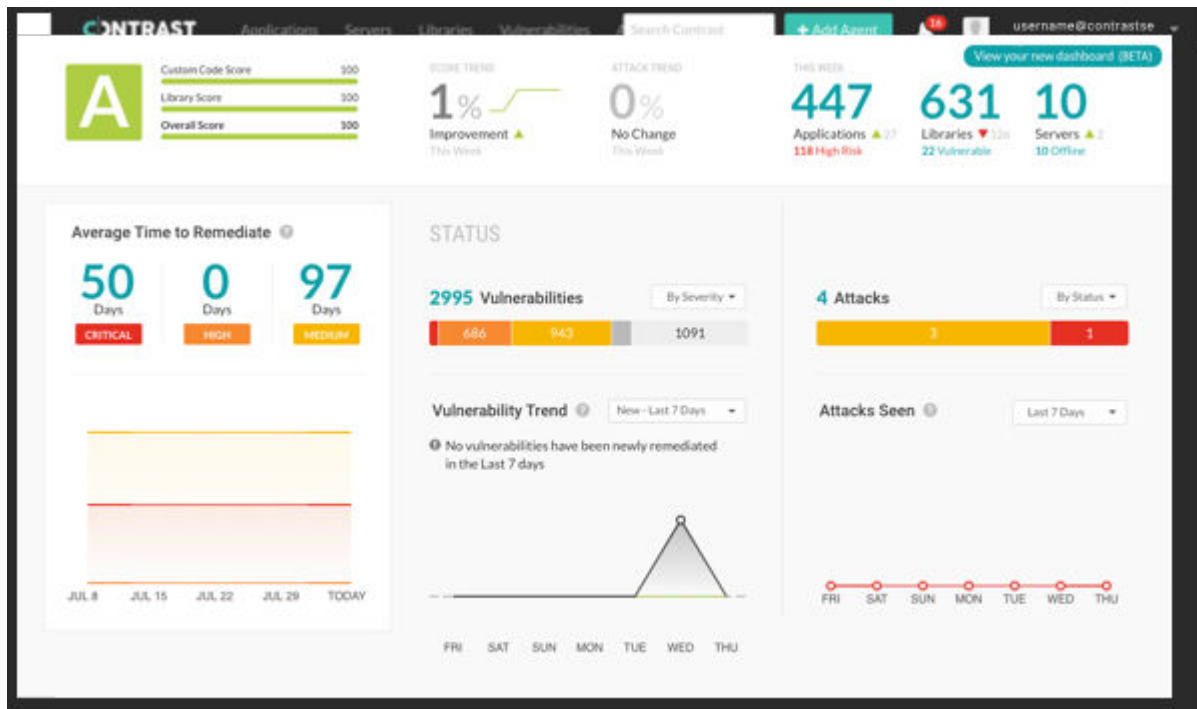 CONTRAST
Applications Servers Libraries Vulnerabilities Search Contrast + Add Agent 16 username@contrastse
View your new dashboard (BETA)
A
Custom Code Score 100
Library Score 100
Overall Score 100
SCORE TREND
1%
Improvement
This Week
ATTACK TREND
0%
No Change
This Week
THIS WEEK
447
Applications 27
118 High Risk
631
Libraries
22 Vulnerable
10
Servers 2
10 Offline
Average Time to Remediate
50 0 97
Days Days Days
CRITICAL HIGH MEDIUM
JUL 8 JUL 15 JUL 22 JUL 29 TODAY
STATUS
2995 Vulnerabilities By Severity
686 943 1091
Vulnerability Trend New - Last 7 Days
No vulnerabilities have been newly remediated
in the Last 7 days
FRI SAT SUN MON TUE WED THU
4 Attacks By Status
3 1
Attacks Seen Last 7 Days
FRI SAT SUN MON TUE WED THU